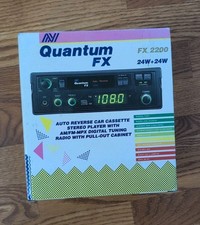 Quantum
FX
FX 2200
24W+24W
1080
AUTO REVERSE CAR CASSETTE
STEREO PLAYER WITH
AM/FM-MPX DIGITAL TUNING
RADIO WITH PULL-OUT CABINET